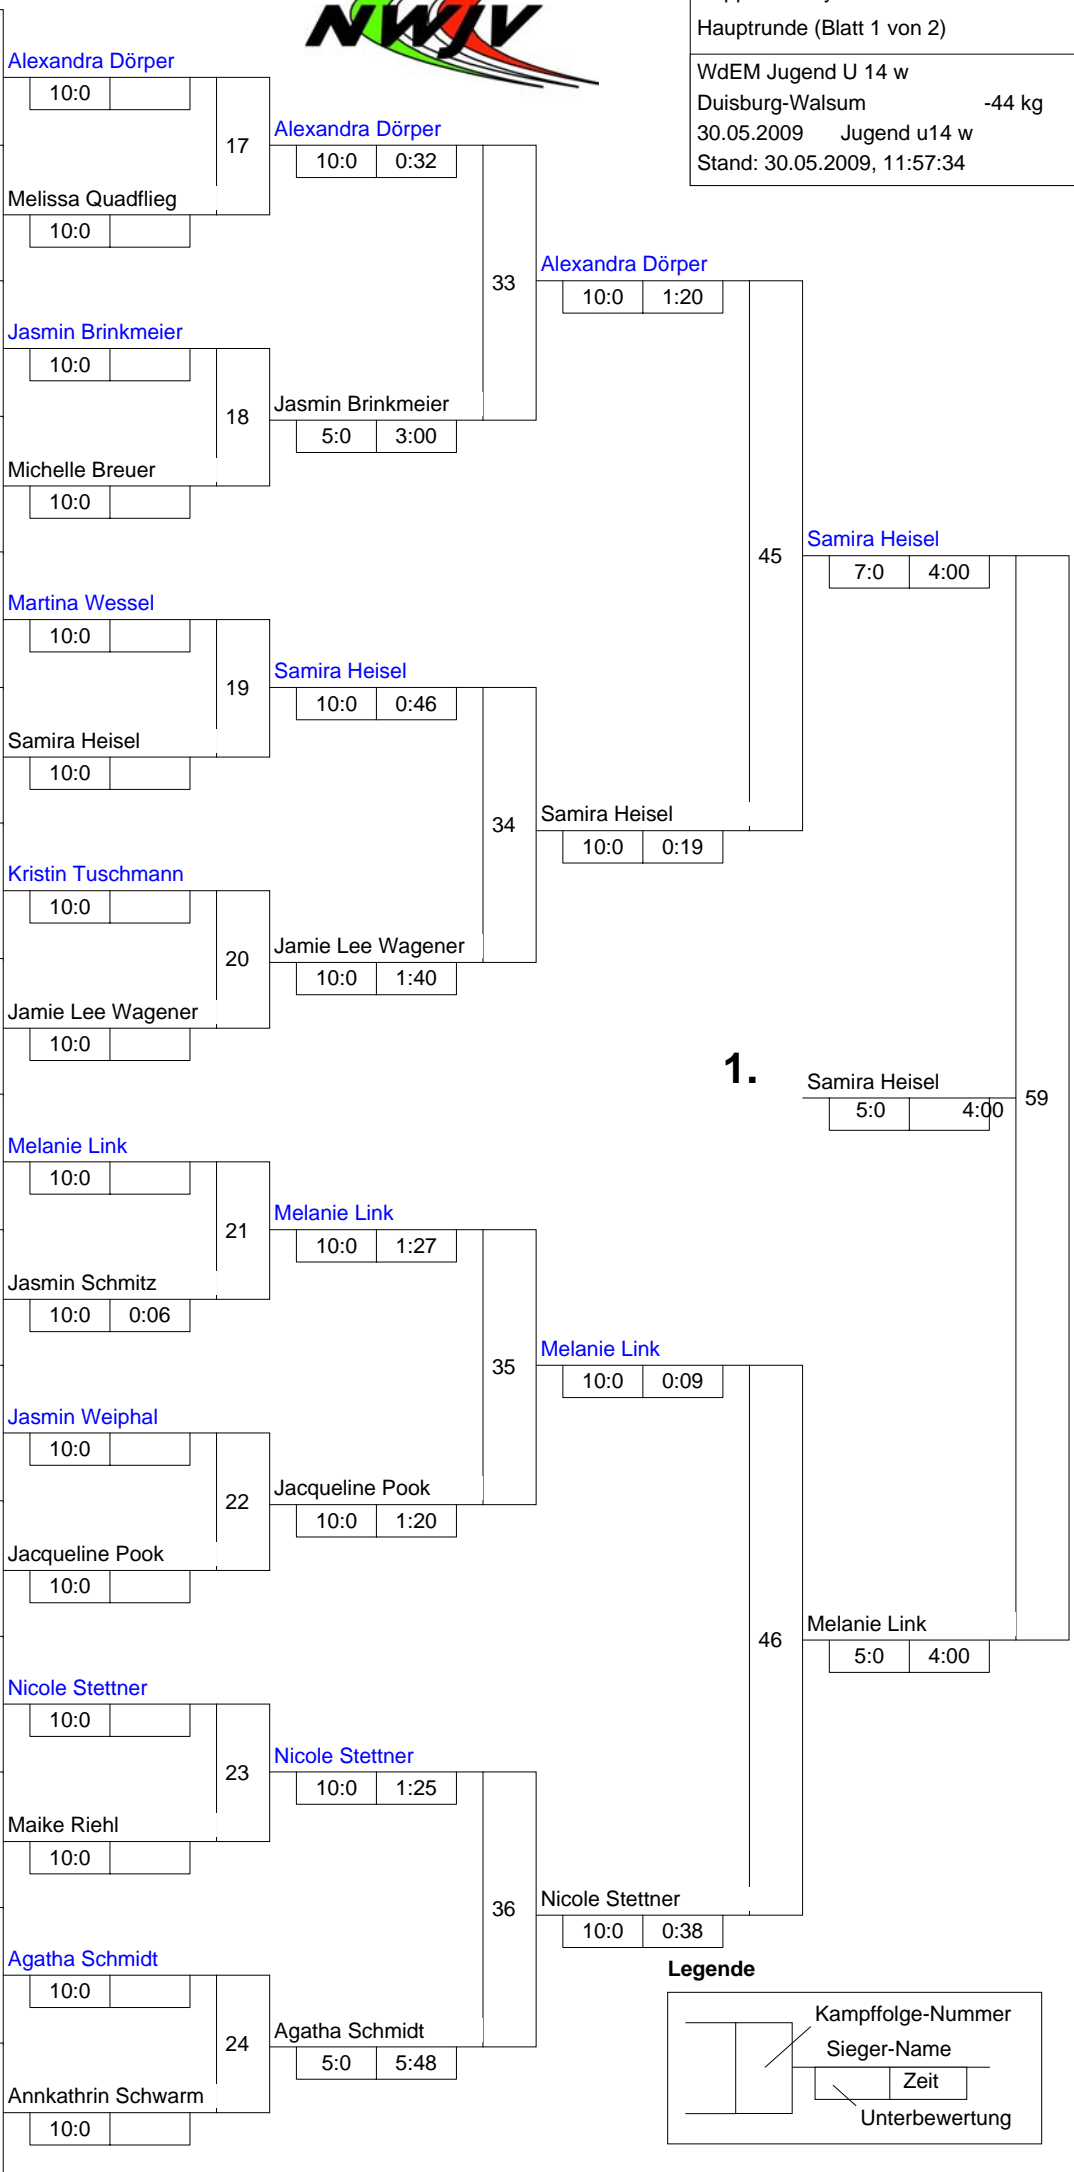 NWJV
Hauptrunde (Blatt 1 von 2)
WdEM Jugend U 14 w
Duisburg-Walsum -44 kg
30.05.2009 Jugend u14 w
Stand: 30.05.2009, 11:57:34
Alexandra Dörper
10:0
17
Alexandra Dörper
10:0 0:32
Melissa Quadflieg
10:0
33
Alexandra Dörper
10:0 1:20
Jasmin Brinkmeier
10:0
18
Jasmin Brinkmeier
5:0 3:00
Michelle Breuer
10:0
45
Samira Heisel
7:0 4:00
Martina Wessel
10:0
19
Samira Heisel
10:0 0:46
Samira Heisel
10:0
34
Samira Heisel
10:0 0:19
Kristin Tuschmann
10:0
20
Jamie Lee Wagener
10:0 1:40
Jamie Lee Wagener
10:0
1.
Samira Heisel
5:0 4:00
59
Melanie Link
10:0
21
Melanie Link
10:0 1:27
Jasmin Schmitz
10:0 0:06
35
Melanie Link
10:0 0:09
Jasmin Weiphal
10:0
22
Jacqueline Pook
10:0 1:20
Jacqueline Pook
10:0
46
Melanie Link
5:0 4:00
Nicole Stettner
10:0
23
Nicole Stettner
10:0 1:25
Maike Riehl
10:0
36
Nicole Stettner
10:0 0:38
Agatha Schmidt
10:0
24
Agatha Schmidt
5:0 5:48
Annkathrin Schwarm
10:0
Legende
Kampffolge-Nummer
Sieger-Name
Zeit
Unterbewertung